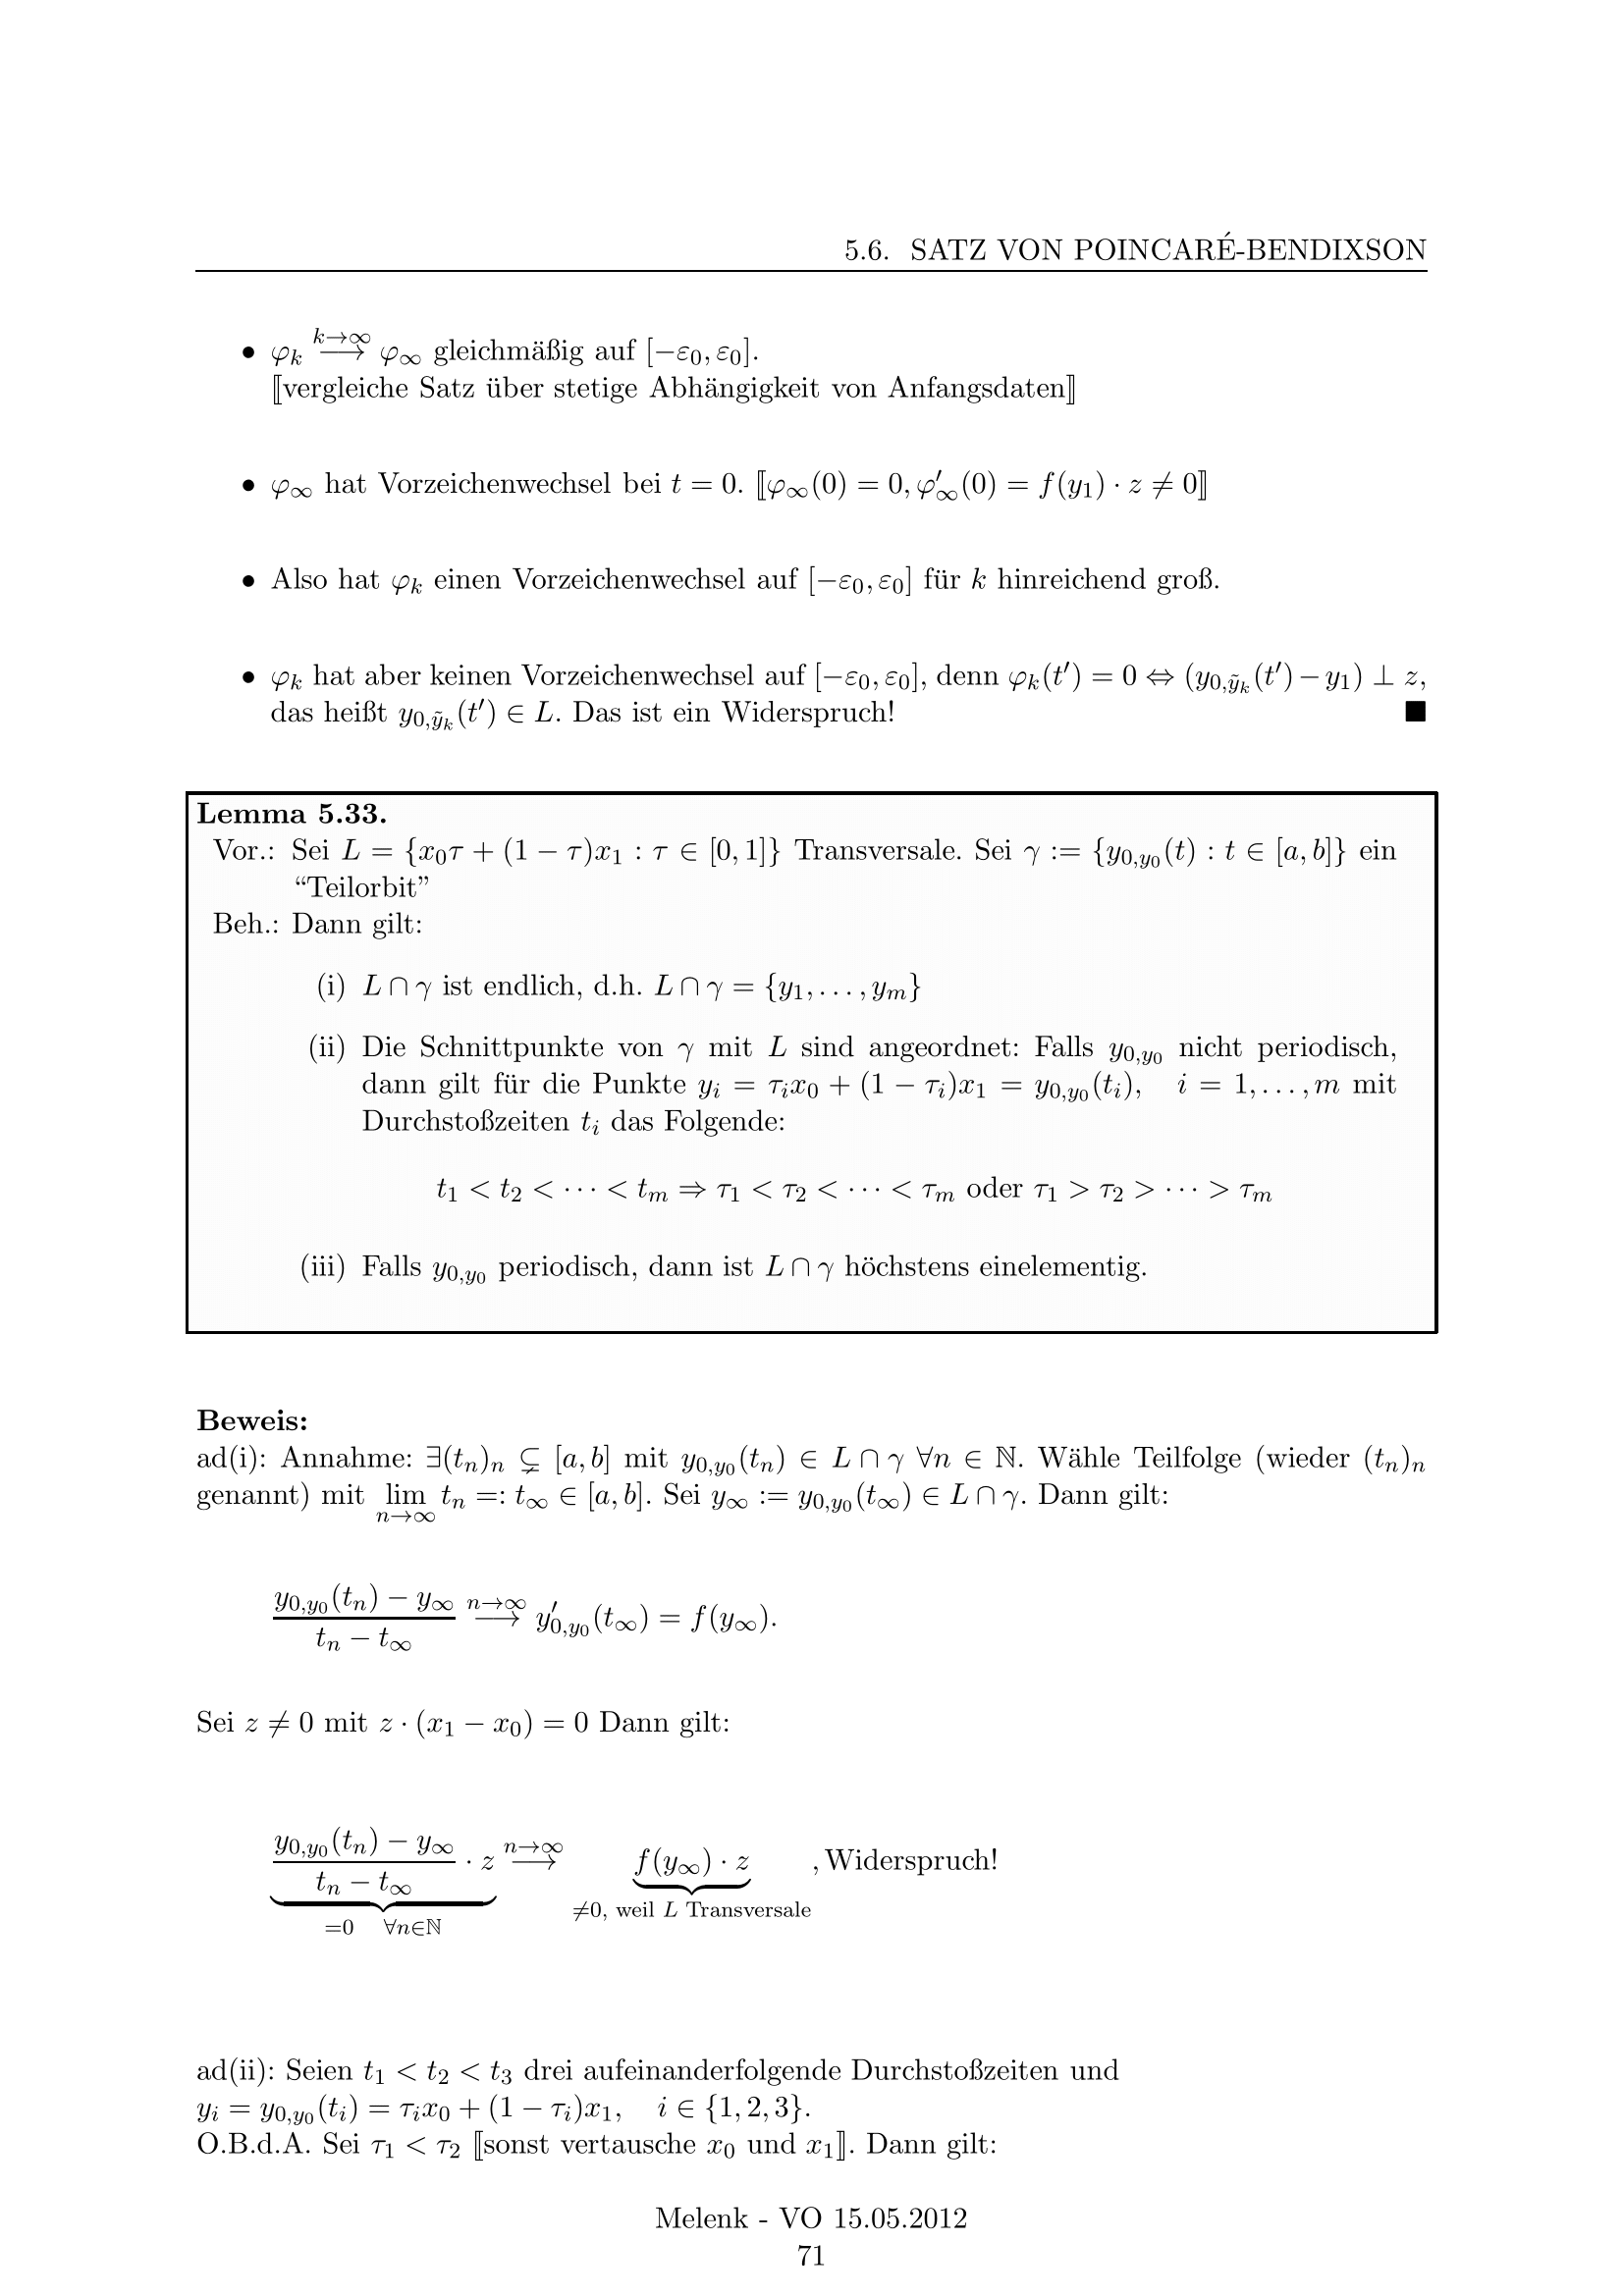 5.6. SATZ VON POINCARÉ-BENDIXSON
• $\varphi_k \overset{k\to\infty}{\longrightarrow} \varphi_\infty$ gleichmäßig auf $[-\varepsilon_0, \varepsilon_0]$.
⟦vergleiche Satz über stetige Abhängigkeit von Anfangsdaten⟧
• $\varphi_\infty$ hat Vorzeichenwechsel bei $t = 0$. ⟦$\varphi_\infty(0) = 0, \varphi'_\infty(0) = f(y_1) \cdot z \neq 0$⟧
• Also hat $\varphi_k$ einen Vorzeichenwechsel auf $[-\varepsilon_0, \varepsilon_0]$ für $k$ hinreichend groß.
• $\varphi_k$ hat aber keinen Vorzeichenwechsel auf $[-\varepsilon_0, \varepsilon_0]$, denn $\varphi_k(t') = 0 \Leftrightarrow (y_{0,\tilde{y}_k}(t') - y_1) \perp z$,
das heißt $y_{0,\tilde{y}_k}(t') \in L$. Das ist ein Widerspruch! ■
Lemma 5.33.
Vor.: Sei $L = \{x_0\tau + (1-\tau)x_1 : \tau \in [0,1]\}$ Transversale. Sei $\gamma := \{y_{0,y_0}(t) : t \in [a,b]\}$ ein
“Teilorbit”
Beh.: Dann gilt:
(i) $L \cap \gamma$ ist endlich, d.h. $L \cap \gamma = \{y_1, \ldots, y_m\}$
(ii) Die Schnittpunkte von $\gamma$ mit $L$ sind angeordnet: Falls $y_{0,y_0}$ nicht periodisch,
dann gilt für die Punkte $y_i = \tau_i x_0 + (1-\tau_i)x_1 = y_{0,y_0}(t_i), \quad i = 1, \ldots, m$ mit
Durchstoßzeiten $t_i$ das Folgende:
$t_1 < t_2 < \cdots < t_m \Rightarrow \tau_1 < \tau_2 < \cdots < \tau_m$ oder $\tau_1 > \tau_2 > \cdots > \tau_m$
(iii) Falls $y_{0,y_0}$ periodisch, dann ist $L \cap \gamma$ höchstens einelementig.
Beweis:
ad(i): Annahme: $\exists (t_n)_n \subsetneq [a,b]$ mit $y_{0,y_0}(t_n) \in L \cap \gamma \ \forall n \in \mathbb{N}$. Wähle Teilfolge (wieder $(t_n)_n$
genannt) mit $\lim_{n\to\infty} t_n =: t_\infty \in [a,b]$. Sei $y_\infty := y_{0,y_0}(t_\infty) \in L \cap \gamma$. Dann gilt:
$\frac{y_{0,y_0}(t_n) - y_\infty}{t_n - t_\infty} \overset{n\to\infty}{\longrightarrow} y'_{0,y_0}(t_\infty) = f(y_\infty).$
Sei $z \neq 0$ mit $z \cdot (x_1 - x_0) = 0$ Dann gilt:
$\underbrace{\frac{y_{0,y_0}(t_n) - y_\infty}{t_n - t_\infty} \cdot z}_{=0 \quad \forall n \in \mathbb{N}} \overset{n\to\infty}{\longrightarrow} \underbrace{f(y_\infty) \cdot z}_{\neq 0, \text{ weil } L \text{ Transversale}}, \text{Widerspruch!}$
ad(ii): Seien $t_1 < t_2 < t_3$ drei aufeinanderfolgende Durchstoßzeiten und
$y_i = y_{0,y_0}(t_i) = \tau_i x_0 + (1-\tau_i)x_1, \quad i \in \{1,2,3\}$.
O.B.d.A. Sei $\tau_1 < \tau_2$ ⟦sonst vertausche $x_0$ und $x_1$⟧. Dann gilt:
Melenk - VO 15.05.2012
71